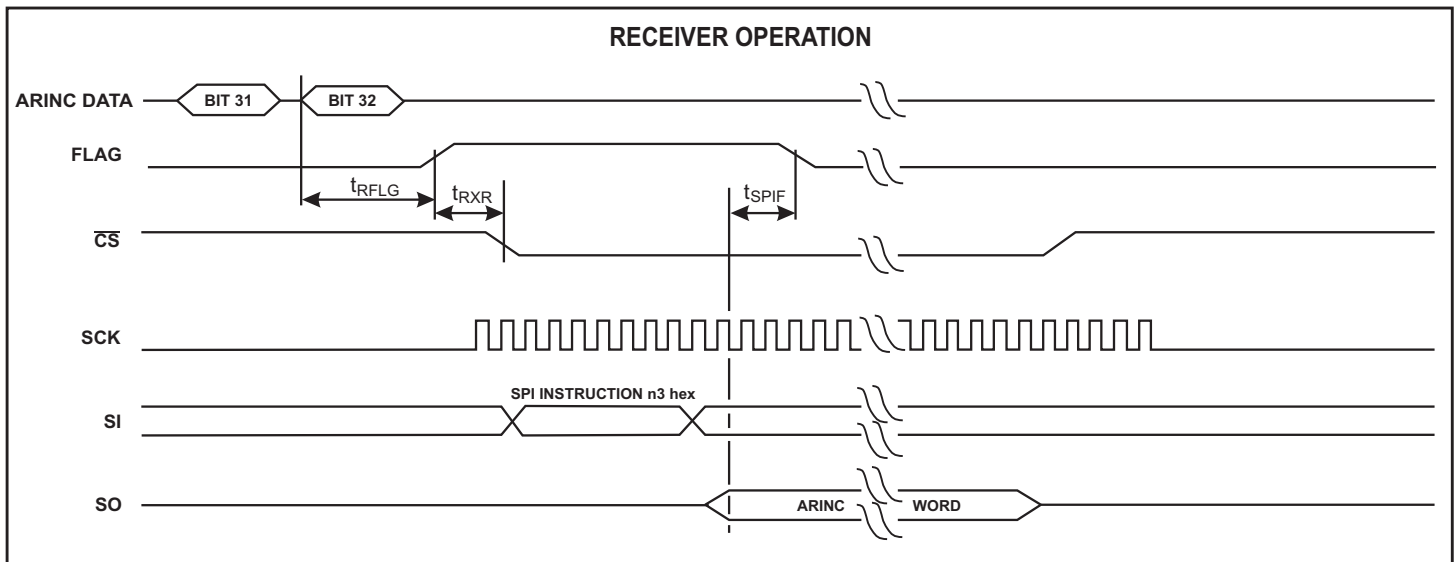 RECEIVER OPERATION
ARINC DATA
BIT 31
BIT 32
FLAG
tRFLG
tRXR
tSPIF
CS
SCK
SPI INSTRUCTION n3 hex
SI
SO
ARINC
WORD